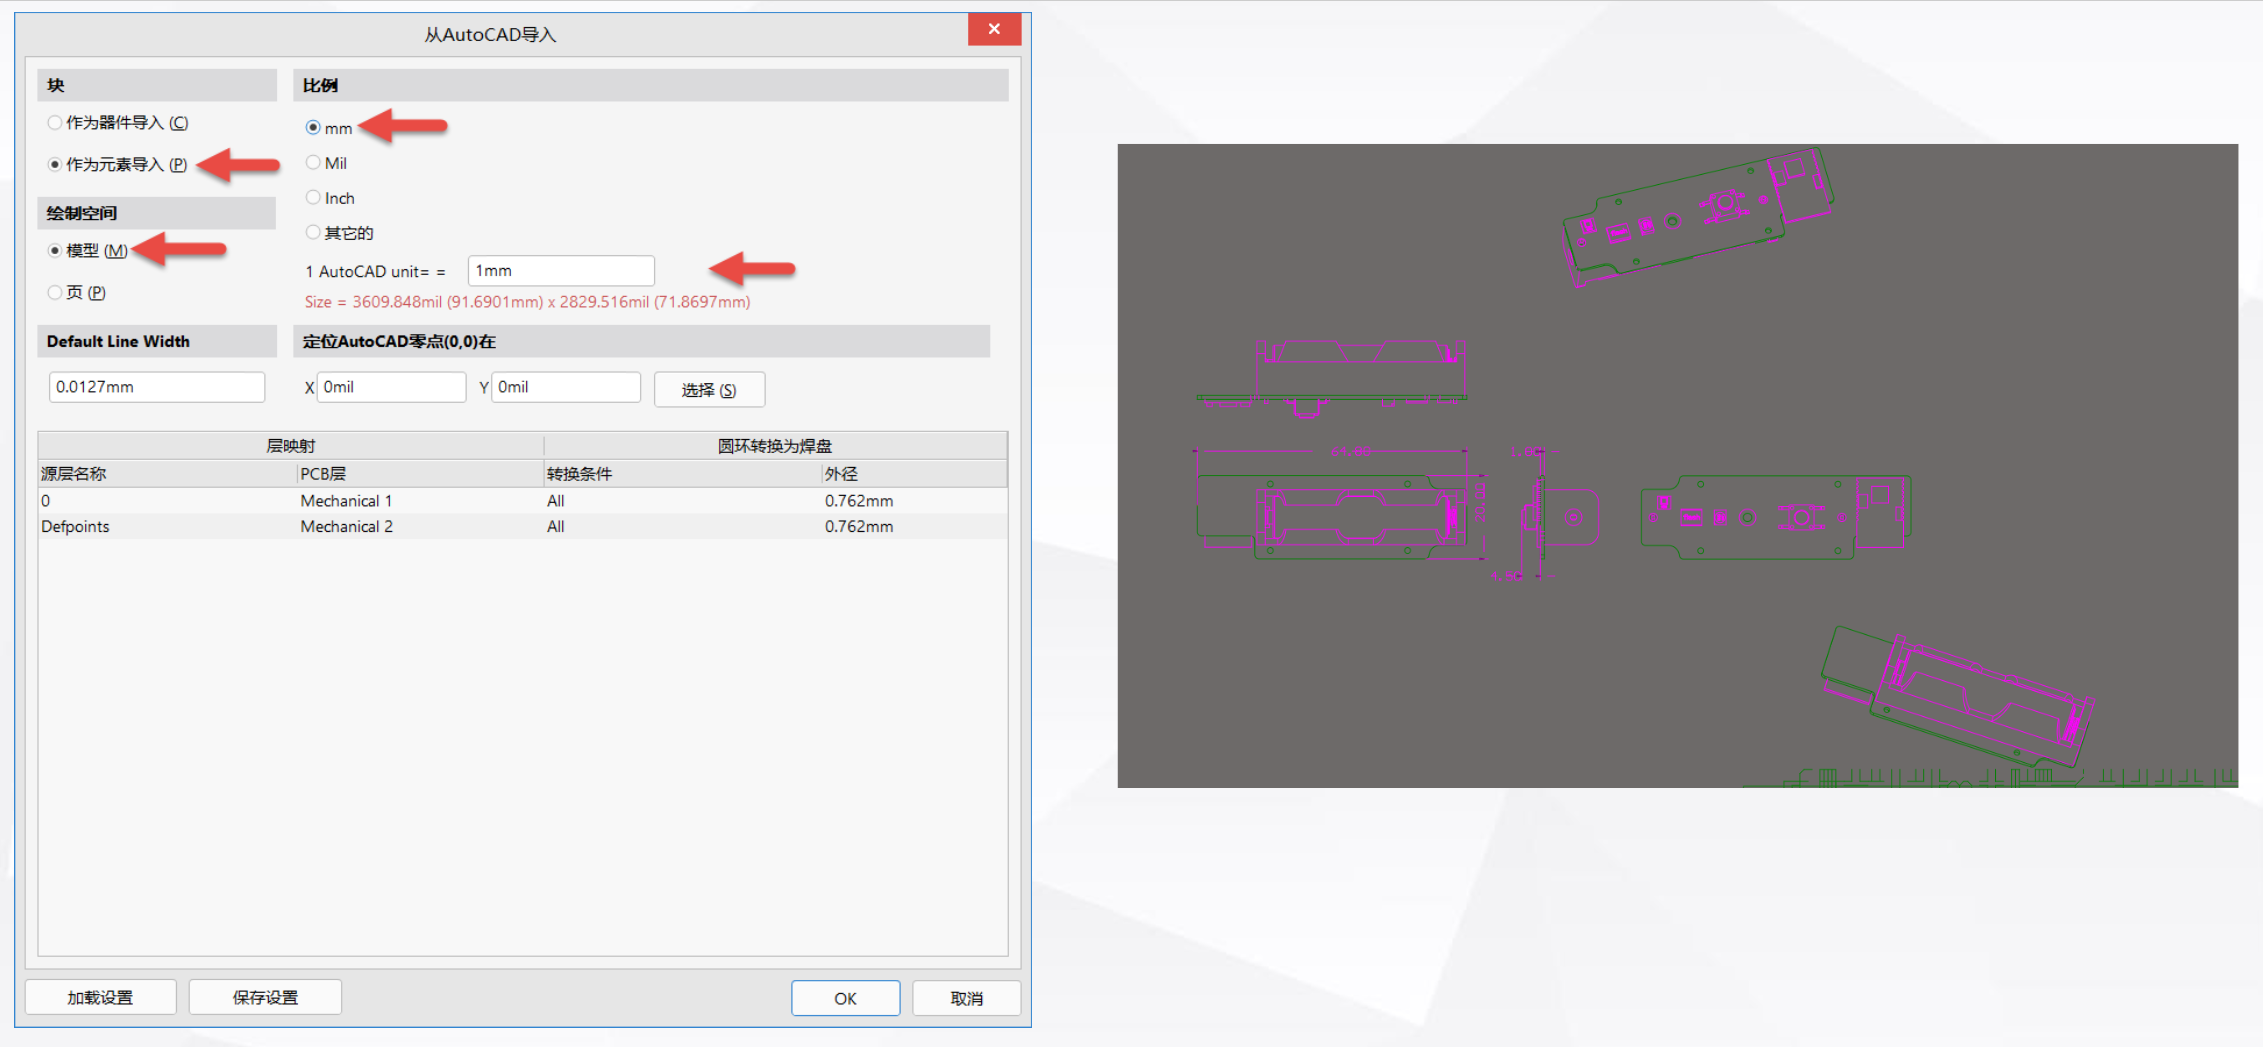 从AutoCAD导入
块
作为器件导入 (C)
作为元素导入 (P)
绘制空间
模型 (M)
页 (P)
比例
mm
Mil
Inch
其它的
1 AutoCAD unit= = 1mm
Size = 3609.848mil (91.6901mm) x 2829.516mil (71.8697mm)
Default Line Width
0.0127mm
定位AutoCAD零点(0,0)在
X 0mil Y 0mil 选择 (S)
层映射 圆环转换为焊盘
源层名称 PCB层 转换条件 外径
0 Mechanical 1 All 0.762mm
Defpoints Mechanical 2 All 0.762mm
加载设置 保存设置 OK 取消